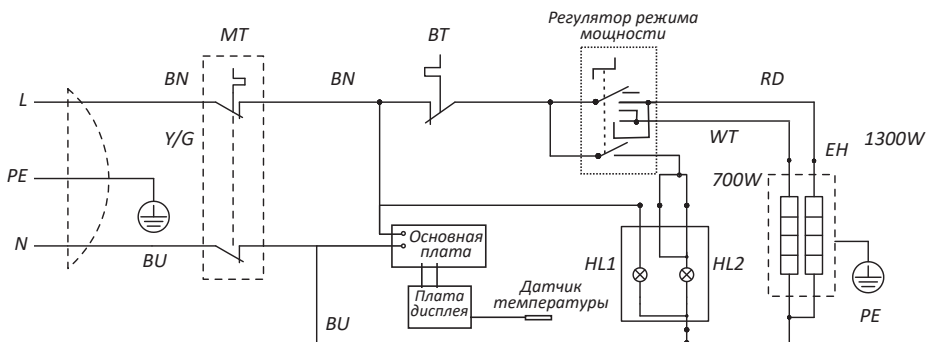 Регулятор режима
мощности
MT
BT
BN
BN
RD
L
Y/G
WT
EH
1300W
PE
700W
N
BU
Основная
плата
HL1
HL2
Плата
дисплея
Датчик
температуры
BU
PE